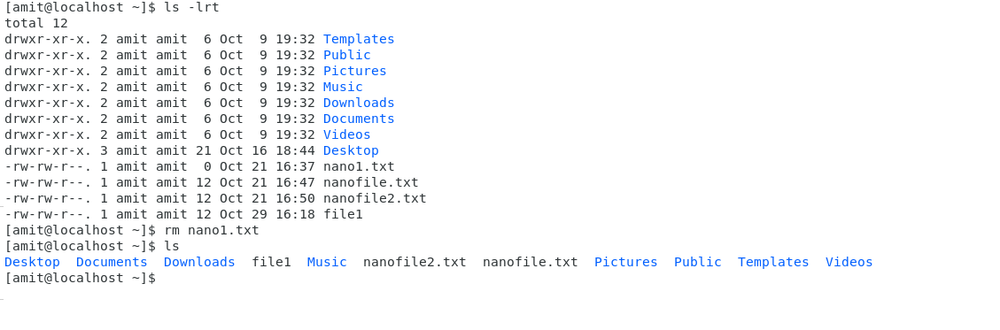 [amit@localhost ~]$ ls -lrt
total 12
drwxr-xr-x. 2 amit amit  6 Oct  9 19:32 Templates
drwxr-xr-x. 2 amit amit  6 Oct  9 19:32 Public
drwxr-xr-x. 2 amit amit  6 Oct  9 19:32 Pictures
drwxr-xr-x. 2 amit amit  6 Oct  9 19:32 Music
drwxr-xr-x. 2 amit amit  6 Oct  9 19:32 Downloads
drwxr-xr-x. 2 amit amit  6 Oct  9 19:32 Documents
drwxr-xr-x. 2 amit amit  6 Oct  9 19:32 Videos
drwxr-xr-x. 3 amit amit 21 Oct 16 18:44 Desktop
-rw-rw-r--. 1 amit amit  0 Oct 21 16:37 nano1.txt
-rw-rw-r--. 1 amit amit 12 Oct 21 16:47 nanofile.txt
-rw-rw-r--. 1 amit amit 12 Oct 21 16:50 nanofile2.txt
-rw-rw-r--. 1 amit amit 12 Oct 29 16:18 file1
[amit@localhost ~]$ rm nano1.txt
[amit@localhost ~]$ ls
Desktop  Documents  Downloads  file1  Music  nanofile2.txt  nanofile.txt  Pictures  Public  Templates  Videos
[amit@localhost ~]$